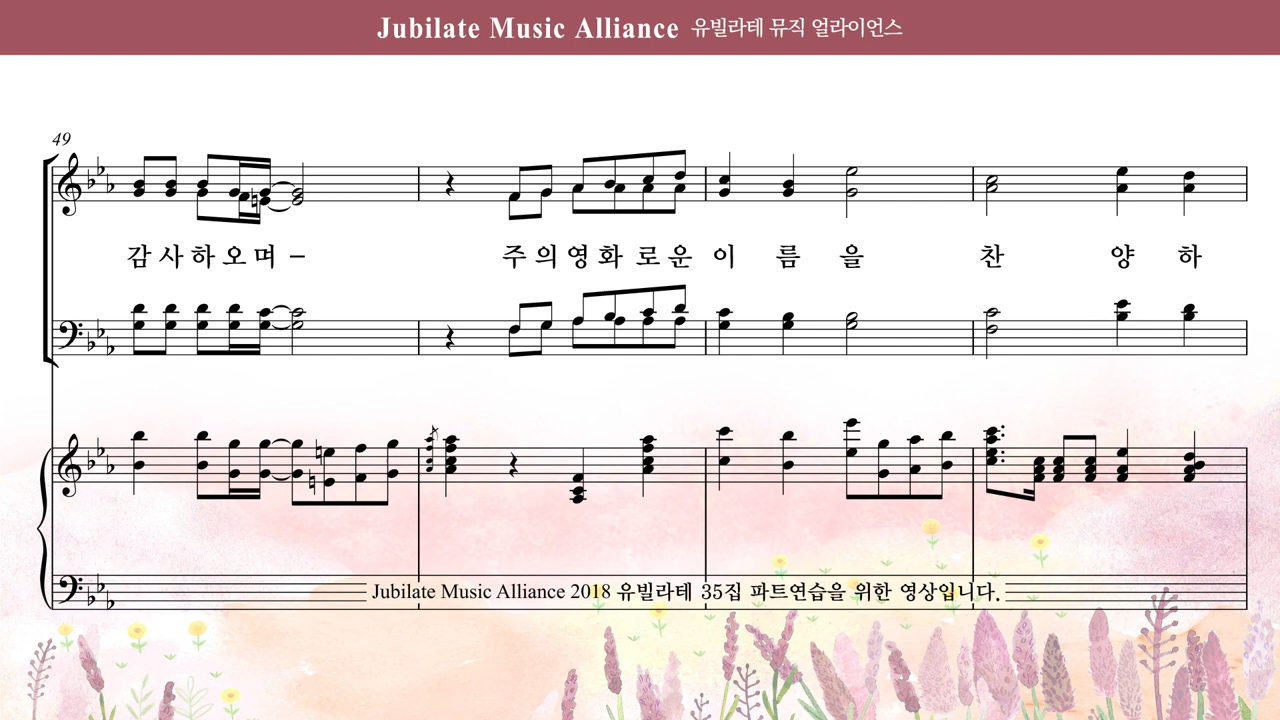 Jubilate Music Alliance 유빌라테 뮤직 얼라이언스
49
감 사 하 오 며 – 주 의 영 화 로 운 이 름 을 찬 양 하
Jubilate Music Alliance 2018 유빌라테 35집 파트연습을 위한 영상입니다.